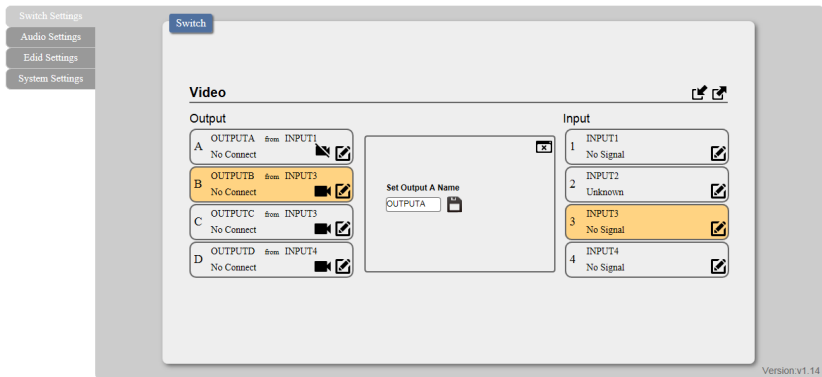 Switch Settings
Audio Settings
Edid Settings
System Settings
Switch
Video
Output
Input
A OUTPUTA from INPUT1
No Connect
B OUTPUTB from INPUT3
No Connect
C OUTPUTC from INPUT3
No Connect
D OUTPUTD from INPUT4
No Connect
Set Output A Name
OUTPUTA
1 INPUT1
No Signal
2 INPUT2
Unknown
3 INPUT3
No Signal
4 INPUT4
No Signal
Version:v1.14